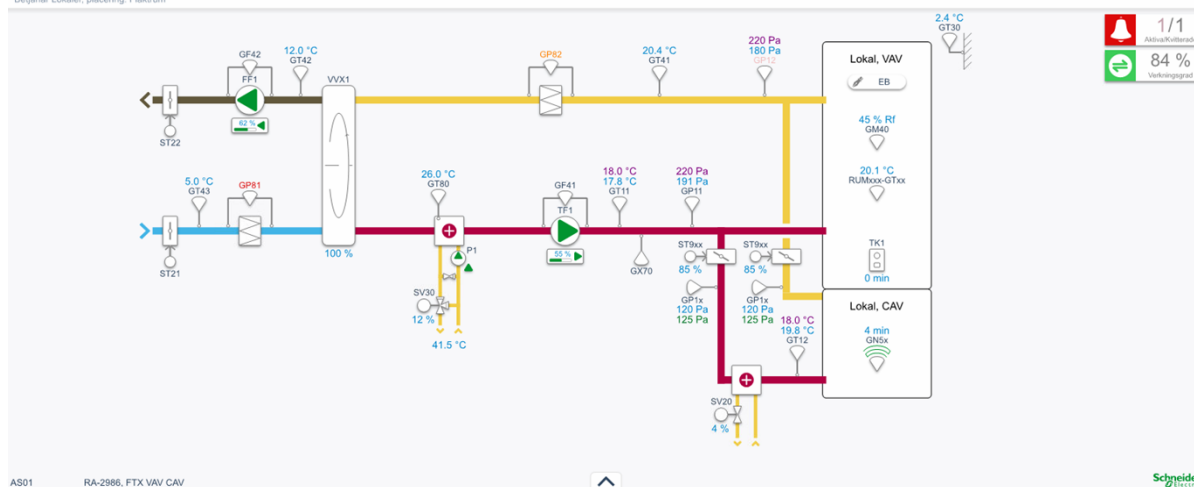 Betjänar Lokaler, placering: Fläktrum
2.4 °C
GT30
1/1
Aktiva/Kvitterade
84 %
Verkningsgrad
GF42
FF1
62 %
12.0 °C
GT42
VVX1
GP82
20.4 °C
GT41
220 Pa
180 Pa
GP12
Lokal, VAV
EB
ST22
45 % Rf
GM40
5.0 °C
GT43
GP81
26.0 °C
GT80
GF41
TF1
55 %
18.0 °C
17.8 °C
GT11
220 Pa
191 Pa
GP11
20.1 °C
RUMxxx-GTxx
ST21
100 %
P1
GX70
ST9xx
85 %
ST9xx
85 %
TK1
0 min
SV30
12 %
41.5 °C
GP1x
120 Pa
125 Pa
GP1x
120 Pa
125 Pa
18.0 °C
19.8 °C
GT12
Lokal, CAV
4 min
GN5x
SV20
4 %
AS01
RA-2986, FTX VAV CAV